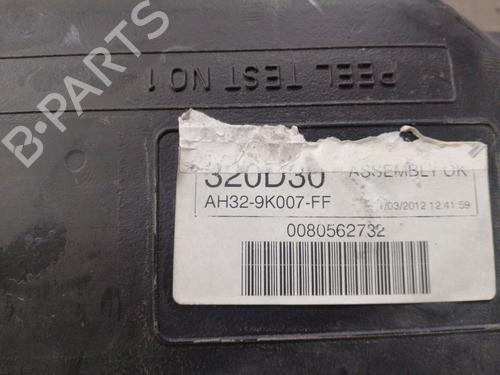 PEEL TEST NO 1
320D30 ASSEMBLY OK
AH32-9K007-FF /03/2012 12:41:59
0080562732
B-PARTS